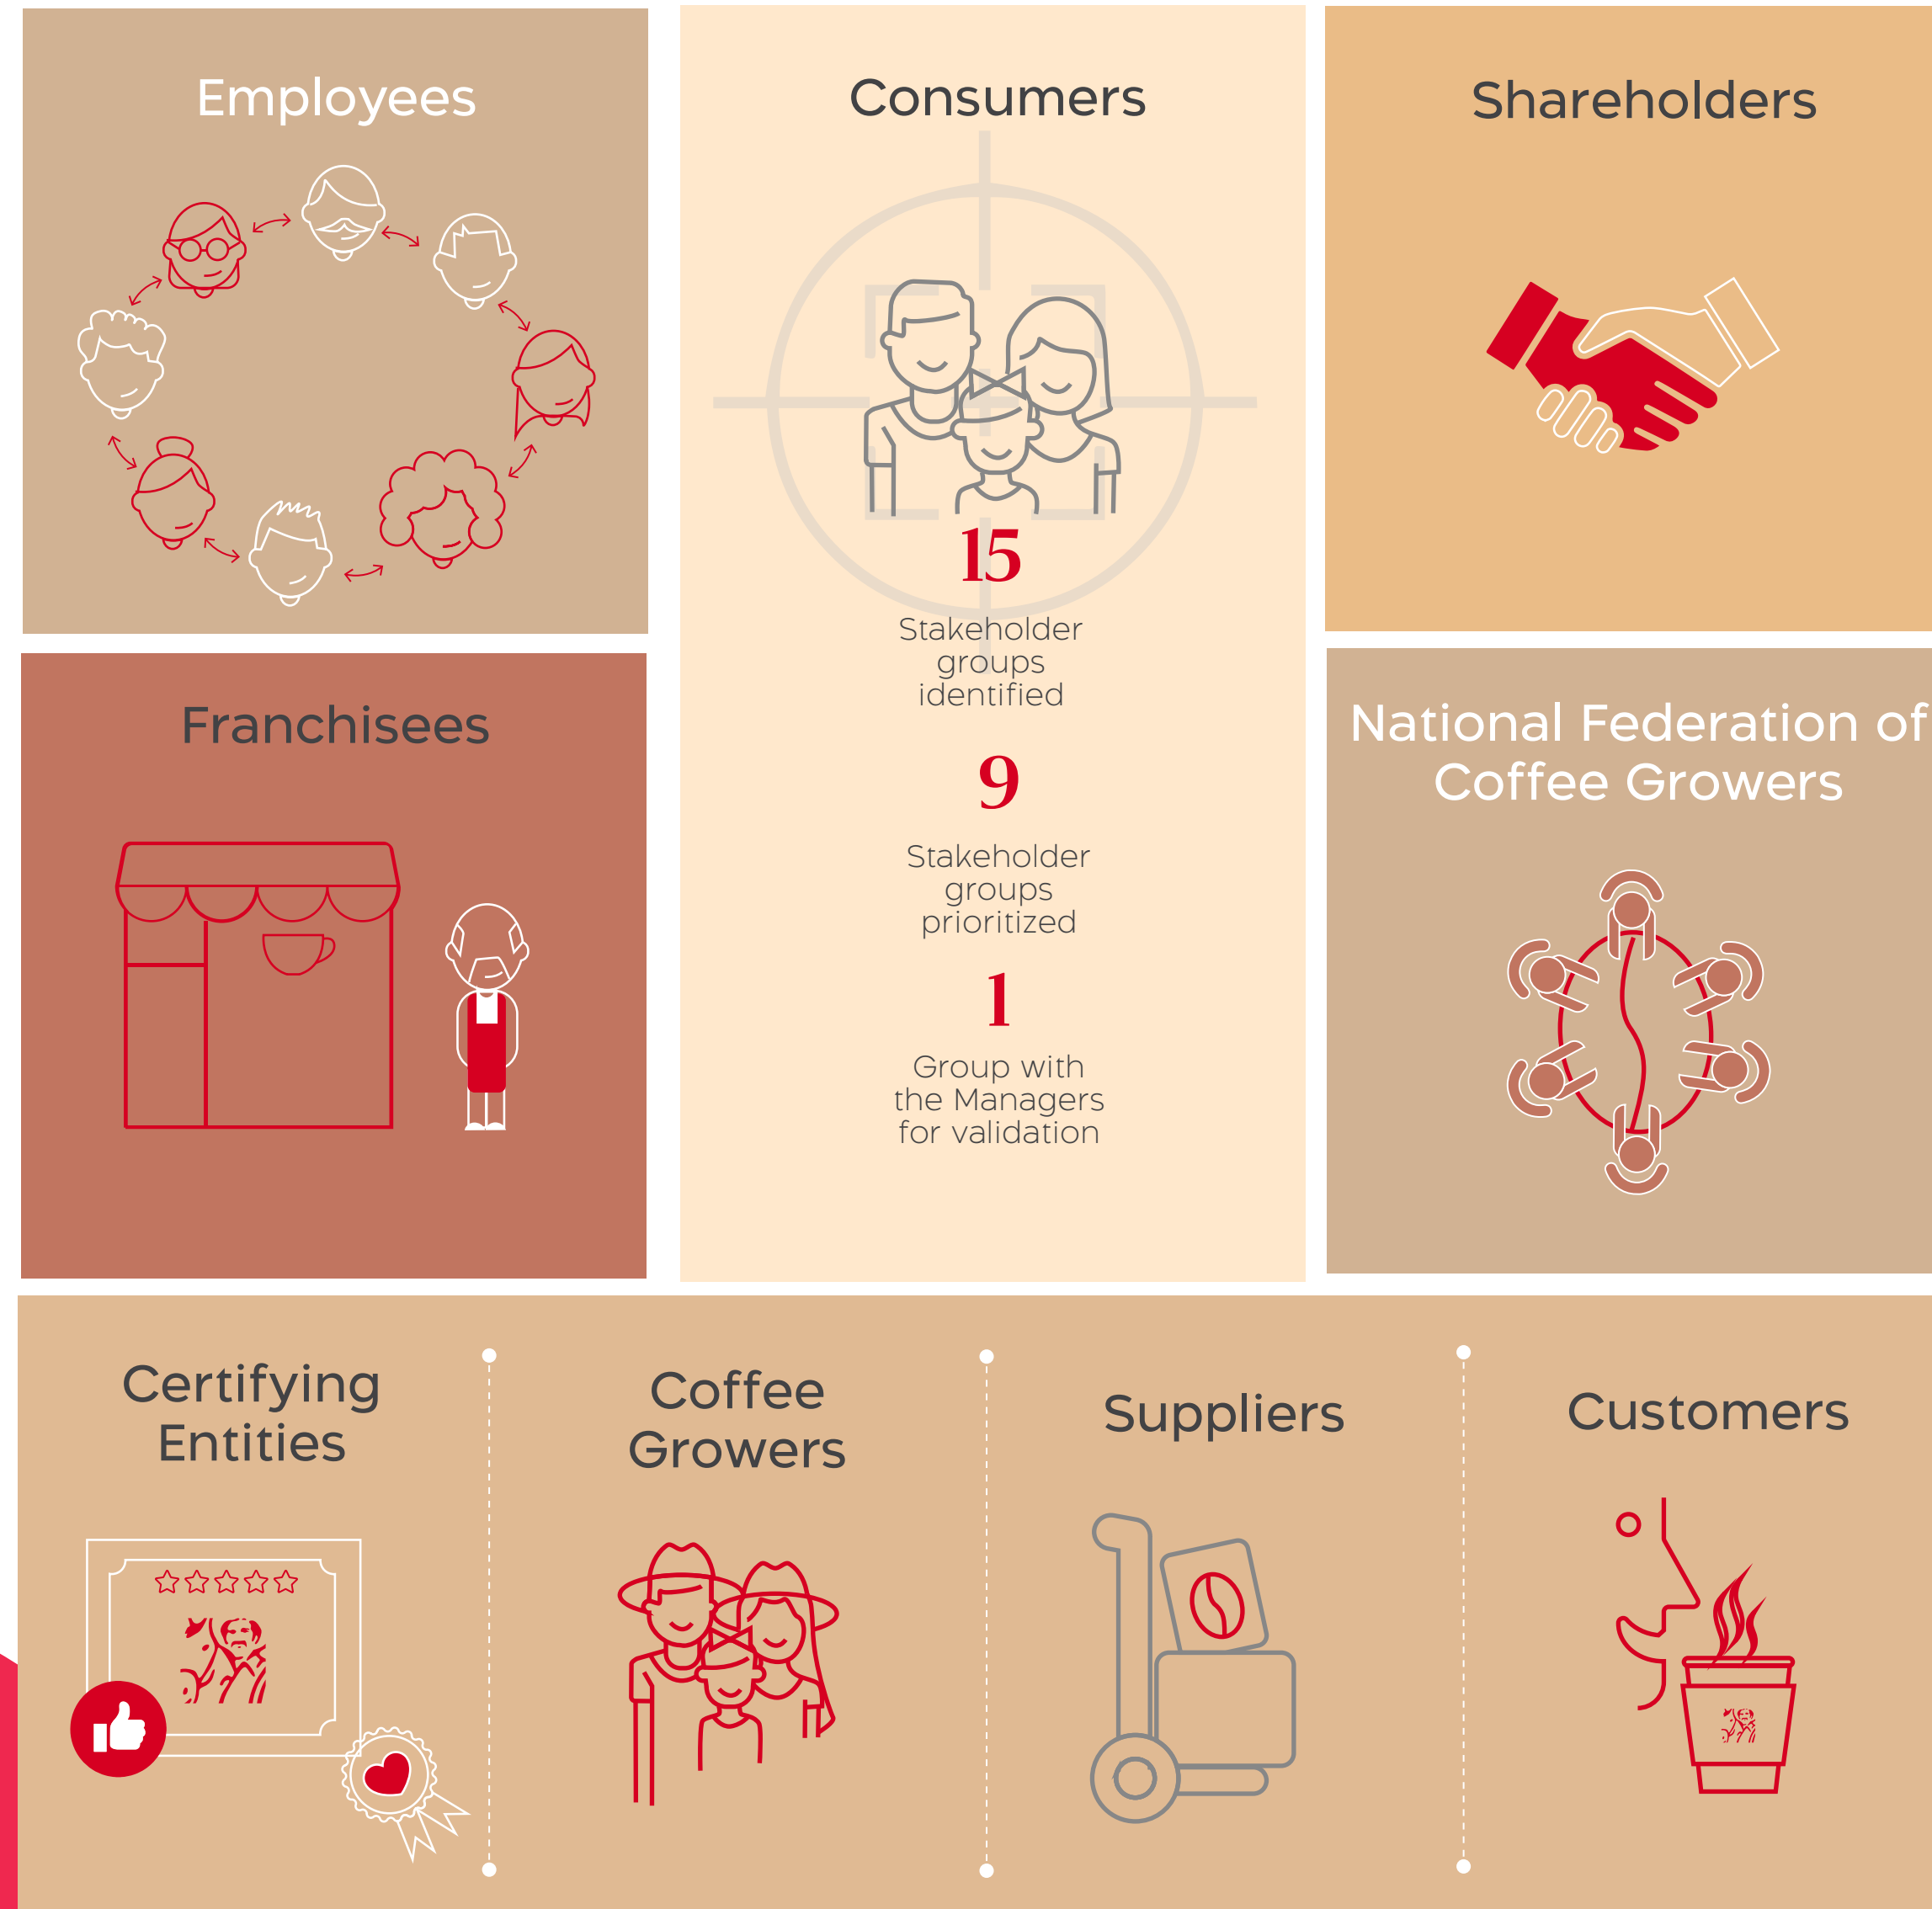 Employees
Consumers
15
Stakeholder
groups
identified
9
Stakeholder
groups
prioritized
1
Group with
the Managers
for validation
Shareholders
Franchisees
National Federation of
Coffee Growers
Certifying
Entities
Coffee
Growers
Suppliers
Customers